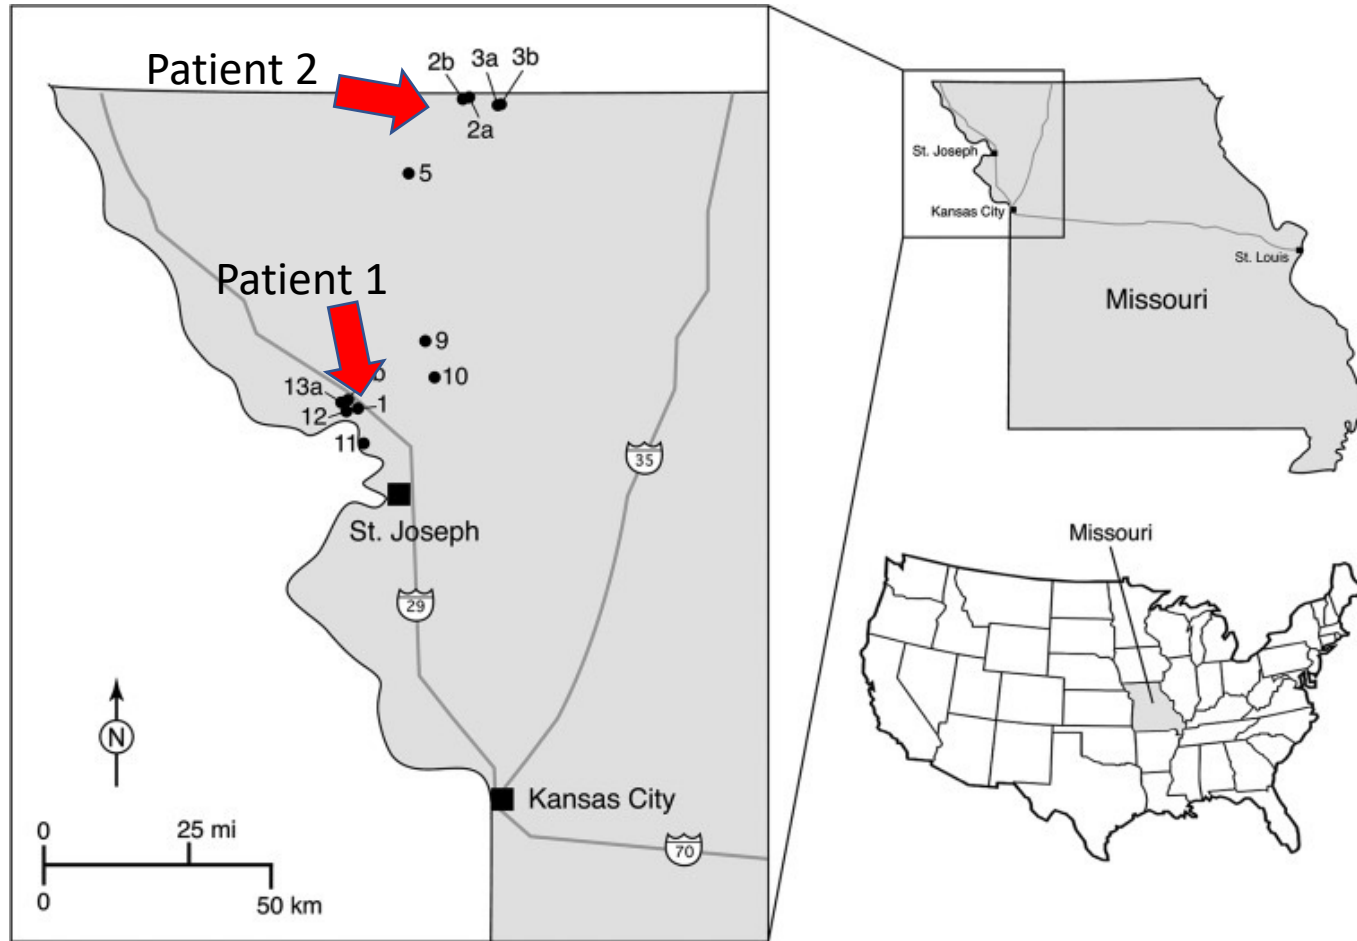 Patient 2
2b
3a
3b
2a
5
Patient 1
9
10
b
13a
1
12
11
St. Joseph
35
29
N
Kansas City
0
25 mi
70
0
50 km
St. Joseph
Kansas City
St. Louis
Missouri
Missouri